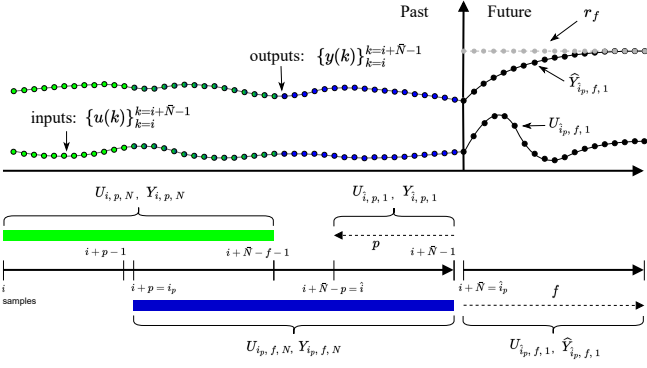 Past Future r_f
outputs: {y(k)}_{k=i}^{k=i+N̄−1}
Ŷ_{î_p, f, 1}
inputs: {u(k)}_{k=i}^{k=i+N̄−1}
U_{î_p, f, 1}
U_{i, p, N}, Y_{i, p, N} U_{î, p, 1}, Y_{î, p, 1}
p
i+p−1 i+N̄−f−1 i+N̄−1
i i+p=i_p i+N̄−p=î i+N̄=î_p f
samples
U_{i_p, f, N}, Y_{i_p, f, N} U_{î_p, f, 1}, Ŷ_{î_p, f, 1}